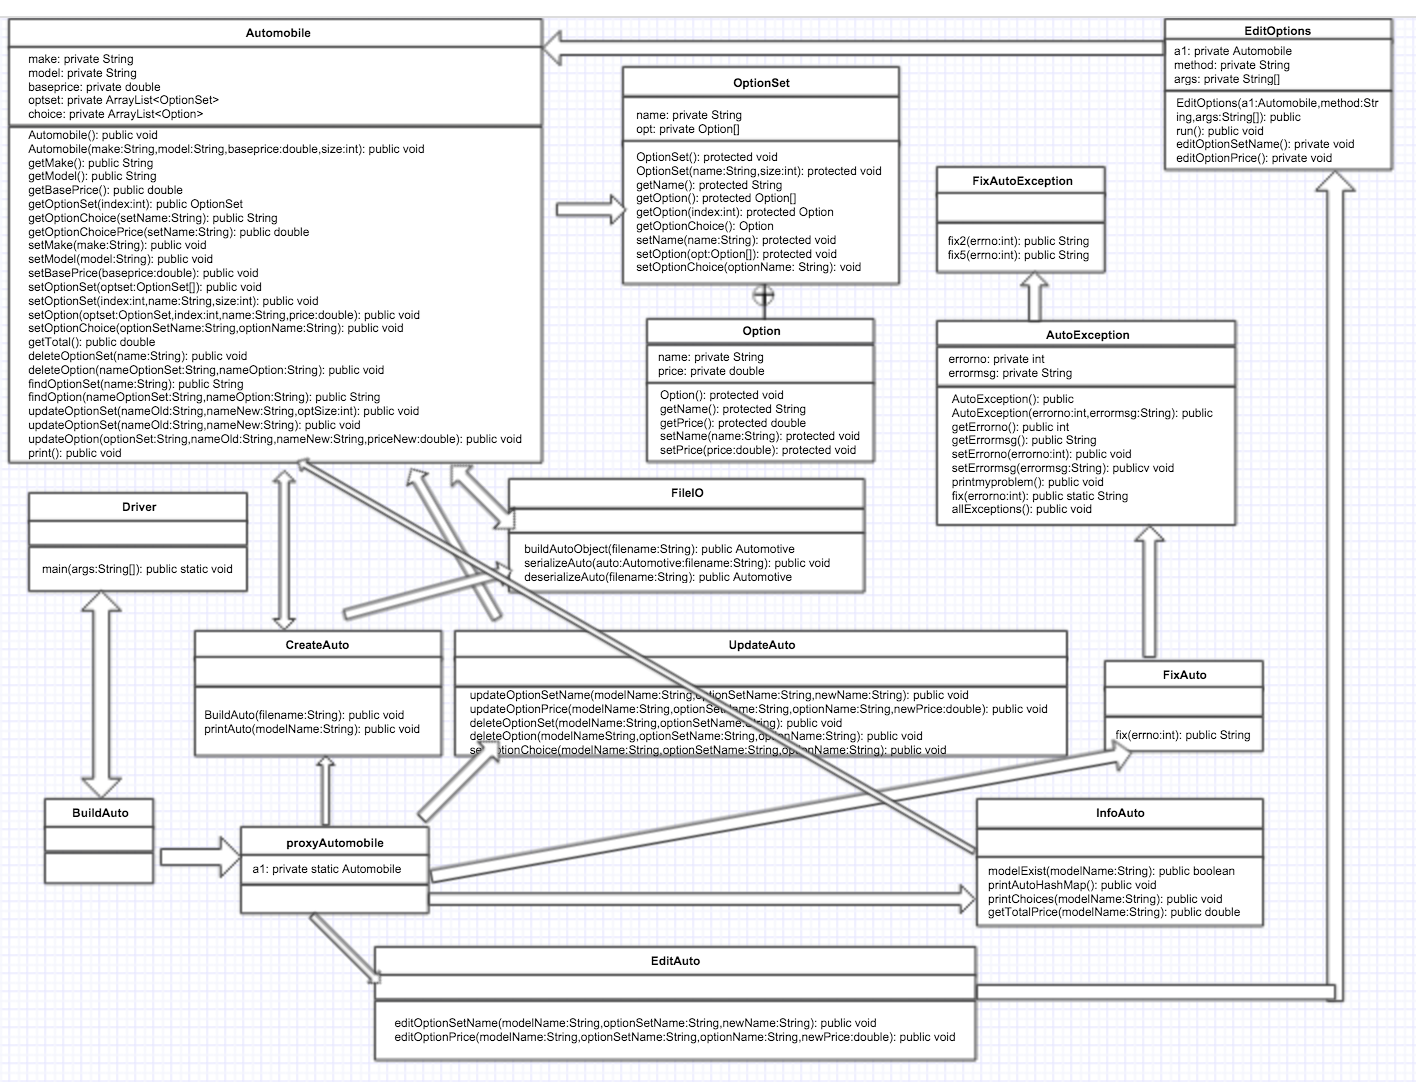 Automobile
make: private String
model: private String
baseprice: private double
optset: private ArrayList<OptionSet>
choice: private ArrayList<Option>
Automobile(): public void
Automobile(make:String,model:String,baseprice:double,size:int): public void
getMake(): public String
getModel(): public String
getBasePrice(): public double
getOptionSet(index:int): public OptionSet
getOptionChoice(setName:String): public String
getOptionChoicePrice(setName:String): public double
setMake(make:String): public void
setModel(model:String): public void
setBasePrice(baseprice:double): public void
setOptionSet(optset:OptionSet[]): public void
setOptionSet(index:int,name:String,size:int): public void
setOption(optset:OptionSet,index:int,name:String,price:double): public void
setOptionChoice(optionSetName:String,optionName:String): public void
getTotal(): public double
deleteOptionSet(name:String): public void
deleteOption(nameOptionSet:String,nameOption:String): public void
findOptionSet(name:String): public String
findOption(nameOptionSet:String,nameOption:String): public String
updateOptionSet(nameOld:String,nameNew:String,optSize:int): public void
updateOptionSet(nameOld:String,nameNew:String): public void
updateOption(optionSet:String,nameOld:String,nameNew:String,priceNew:double): public void
print(): public void
OptionSet
name: private String
opt: private Option[]
OptionSet(): protected void
OptionSet(name:String,size:int): protected void
getName(): protected String
getOption(): protected Option[]
getOption(index:int): protected Option
getOptionChoice(): Option
setName(name:String): protected void
setOption(opt:Option[]): protected void
setOptionChoice(optionName: String): void
Option
name: private String
price: private double
Option(): protected void
getName(): protected String
getPrice(): protected double
setName(name:String): protected void
setPrice(price:double): protected void
EditOptions
a1: private Automobile
method: private String
args: private String[]
EditOptions(a1:Automobile,method:Str
ing,args:String[]): public
run(): public void
editOptionSetName(): private void
editOptionPrice(): private void
FixAutoException
fix2(errno:int): public String
fix5(errno:int): public String
AutoException
errorno: private int
errormsg: private String
AutoException(): public
AutoException(errorno:int,errormsg:String): public
getErrorno(): public int
getErrormsg(): public String
setErrorno(errorno:int): public void
setErrormsg(errormsg:String): publicv void
printmyproblem(): public void
fix(errorno:int): public static String
allExceptions(): public void
FileIO
buildAutoObject(filename:String): public Automotive
serializeAuto(auto:Automotive:filename:String): public void
deserializeAuto(filename:String): public Automotive
Driver
main(args:String[]): public static void
CreateAuto
BuildAuto(filename:String): public void
printAuto(modelName:String): public void
UpdateAuto
updateOptionSetName(modelName:String,optionSetName:String,newName:String): public void
updateOptionPrice(modelName:String,optionSetName:String,optionName:String,newPrice:double): public void
deleteOptionSet(modelName:String,optionSetName:String): public void
deleteOption(modelNameString,optionSetName:String,optionName:String): public void
setOptionChoice(modelName:String,optionSetName:String,optionName:String): public void
FixAuto
fix(errno:int): public String
BuildAuto
proxyAutomobile
a1: private static Automobile
InfoAuto
modelExist(modelName:String): public boolean
printAutoHashMap(): public void
printChoices(modelName:String): public void
getTotalPrice(modelName:String): public double
EditAuto
editOptionSetName(modelName:String,optionSetName:String,newName:String): public void
editOptionPrice(modelName:String,optionSetName:String,optionName:String,newPrice:double): public void